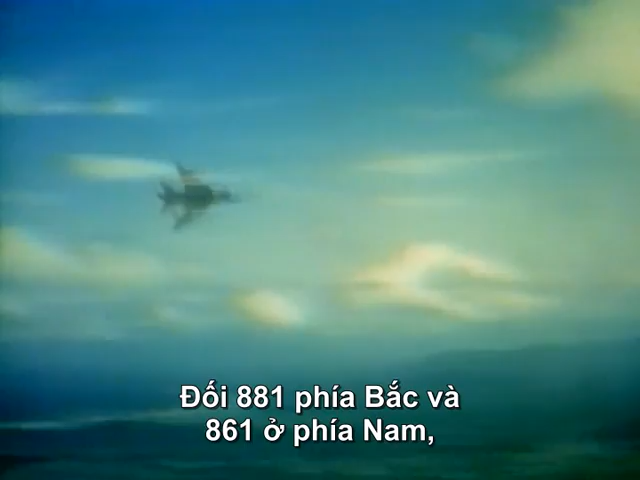 Đối 881 phía Bắc và
861 ở phía Nam,